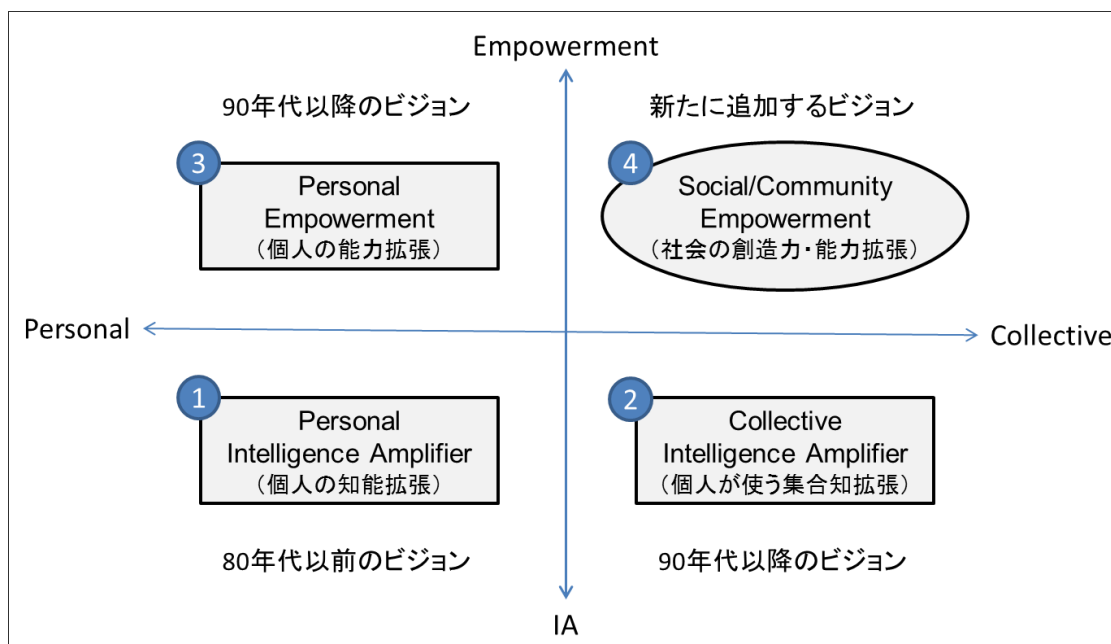 Empowerment
90年代以降のビジョン
新たに追加するビジョン
3
Personal
Empowerment
（個人の能力拡張）
4
Social/Community
Empowerment
（社会の創造力・能力拡張）
Personal
Collective
1
Personal
Intelligence Amplifier
（個人の知能拡張）
2
Collective
Intelligence Amplifier
（個人が使う集合知拡張）
80年代以前のビジョン
90年代以降のビジョン
IA